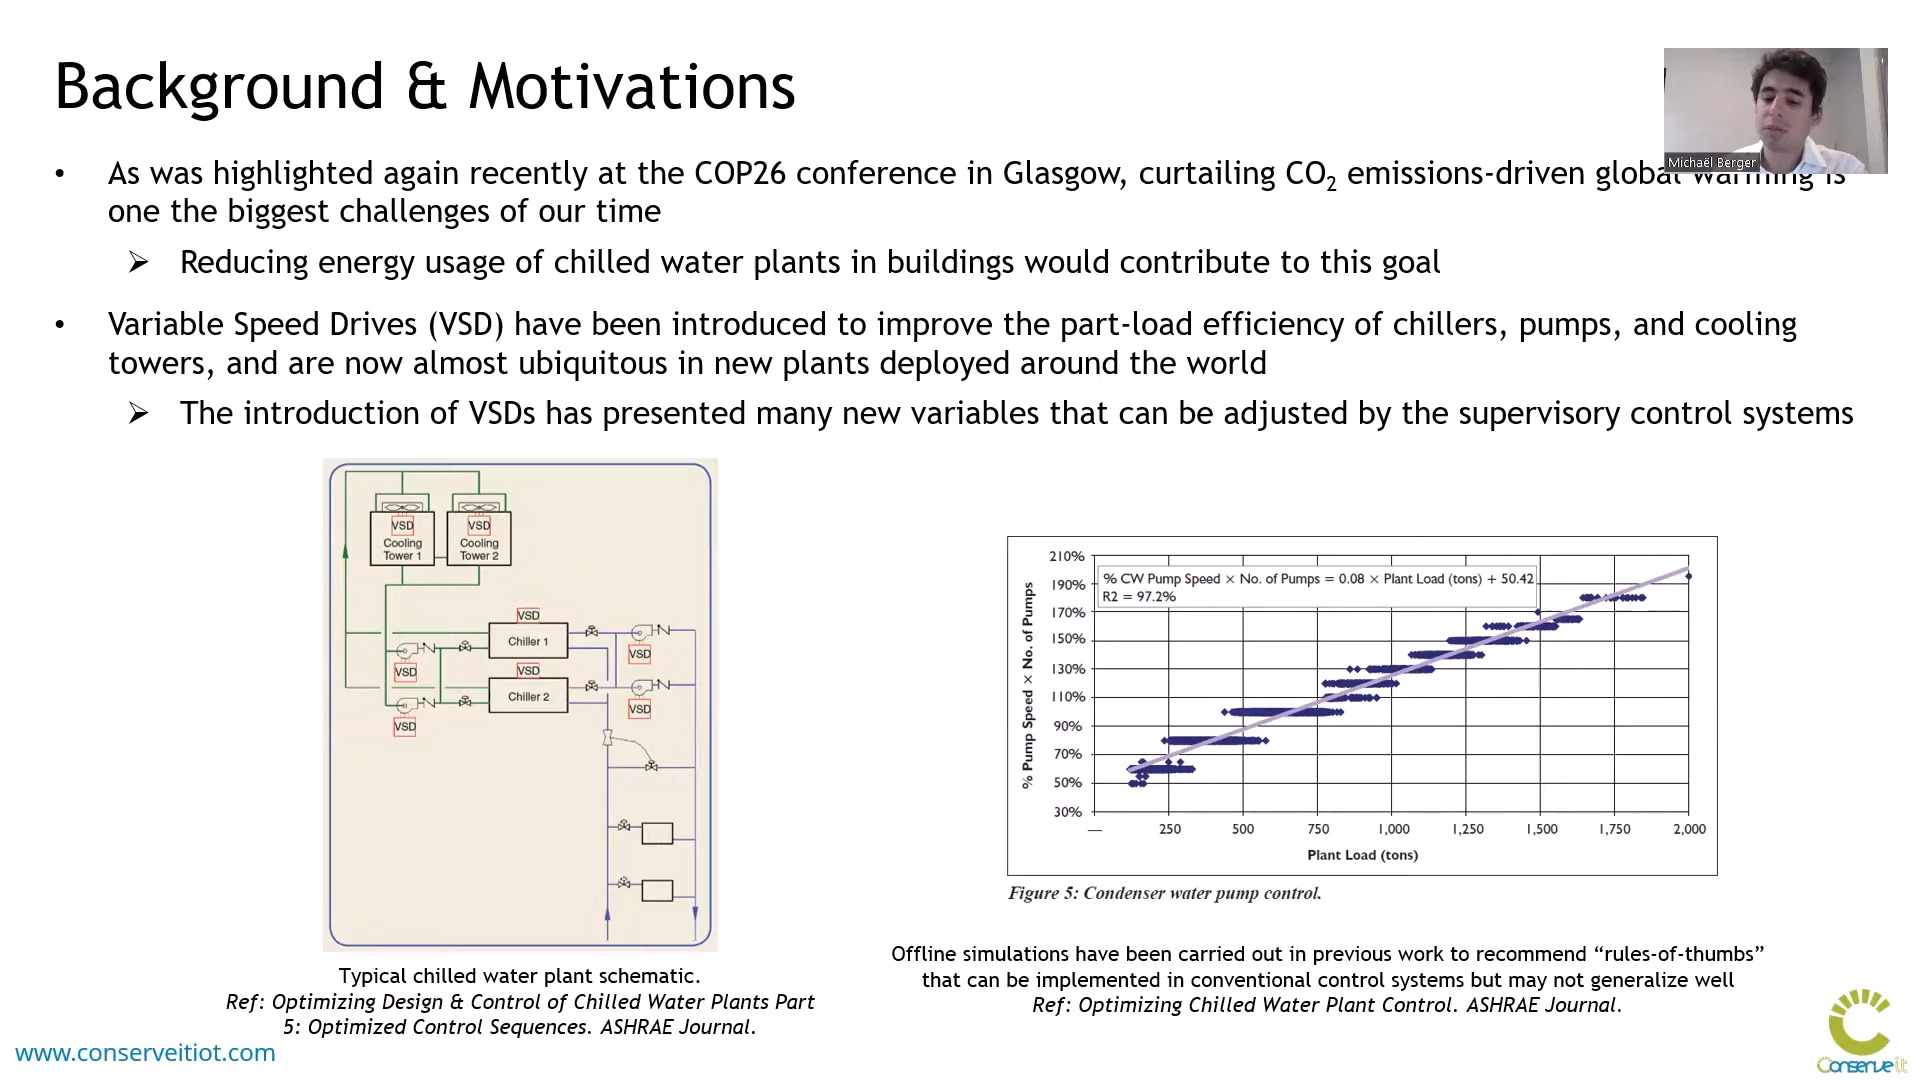 Background & Motivations
Michaël Berger
• As was highlighted again recently at the COP26 conference in Glasgow, curtailing CO₂ emissions-driven global warming is
one the biggest challenges of our time
➢ Reducing energy usage of chilled water plants in buildings would contribute to this goal
• Variable Speed Drives (VSD) have been introduced to improve the part-load efficiency of chillers, pumps, and cooling
towers, and are now almost ubiquitous in new plants deployed around the world
➢ The introduction of VSDs has presented many new variables that can be adjusted by the supervisory control systems
VSD
Cooling
Tower 1
VSD
Cooling
Tower 2
VSD
Chiller 1
VSD
VSD
VSD
Chiller 2
VSD
VSD
Typical chilled water plant schematic.
Ref: Optimizing Design & Control of Chilled Water Plants Part
5: Optimized Control Sequences. ASHRAE Journal.
% Pump Speed × No. of Pumps
210%
190%
170%
150%
130%
110%
90%
70%
50%
30%
% CW Pump Speed × No. of Pumps = 0.08 × Plant Load (tons) + 50.42
R2 = 97.2%
— 250 500 750 1,000 1,250 1,500 1,750 2,000
Plant Load (tons)
Figure 5: Condenser water pump control.
Offline simulations have been carried out in previous work to recommend “rules-of-thumbs”
that can be implemented in conventional control systems but may not generalize well
Ref: Optimizing Chilled Water Plant Control. ASHRAE Journal.
www.conserveitiot.com
Conserve it